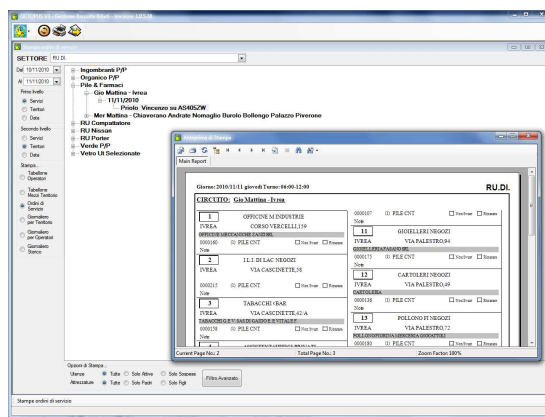 Stampe ordini di servizio
SETTORE RU.DI.
Dal 10/11/2010
Al 11/11/2010
Primo livello
Servizi
Territori
Data
Secondo livello
Servizi
Territori
Data
Stampa...
Tabellone Operatori
Tabellone Mezzi Territorio
Ordini di Servizio
Giornaliero per Territorio
Giornaliero per Operatori
Giornaliero Storico
Ingombranti P/P
Organico P/P
Pile & Farmaci
Gio Mattina - Ivrea
11/11/2010
Priolo Vincenzo su AS405ZW
Mer Mattina - Chiaverano Andrate Nomaglio Burolo Bollengo Palazzo Piverone
RU Compattatore
RU Nissan
RU Porter
Verde P/P
Vetro Ut Selezionate
Anteprima di Stampa
Main Report
Giorno: 2010/11/11 giovedì Turno: 06:00-12:00
RU.DI.
CIRCUITO: Gio Mattina - Ivrea
1 OFFICINE M INDUSTRIE
IVREA CORSO VERCELLI,159
0000160 (1) PILE CNT Non Svuot Rimosso
Note
2 I.L.I. DI LAC NEGOZI
IVREA VIA CASCINETTE,38
0000215 (1) PILE CNT Non Svuot Rimosso
Note
3 TABACCHI +BAR
IVREA VIA CASCINETTE,42/A
0000158 (1) PILE CNT Non Svuot Rimosso
Note
0000107 (1) PILE CNT Non Svuot Rimosso
Note
11 GIOIELLERI NEGOZI
IVREA VIA PALESTRO,94
0000173 (1) PILE CNT Non Svuot Rimosso
Note
12 CARTOLERI NEGOZI
IVREA VIA PALESTRO,49
CARTOLERIA
0000136 (1) PILE CNT Non Svuot Rimosso
Note
13 POLLONO FI NEGOZI
IVREA VIA PALESTRO,72
0000180 (1) PILE CNT Non Svuot Rimosso
Current Page No.: 2 Total Page No.: 3 Zoom Factor: 100%
Opzioni di Stampa...
Utenze Tutte Solo Attive Solo Sospese
Attrezzature Tutte Solo Padri Solo Figli
Filtro Avanzato
Stampe ordini di servizio